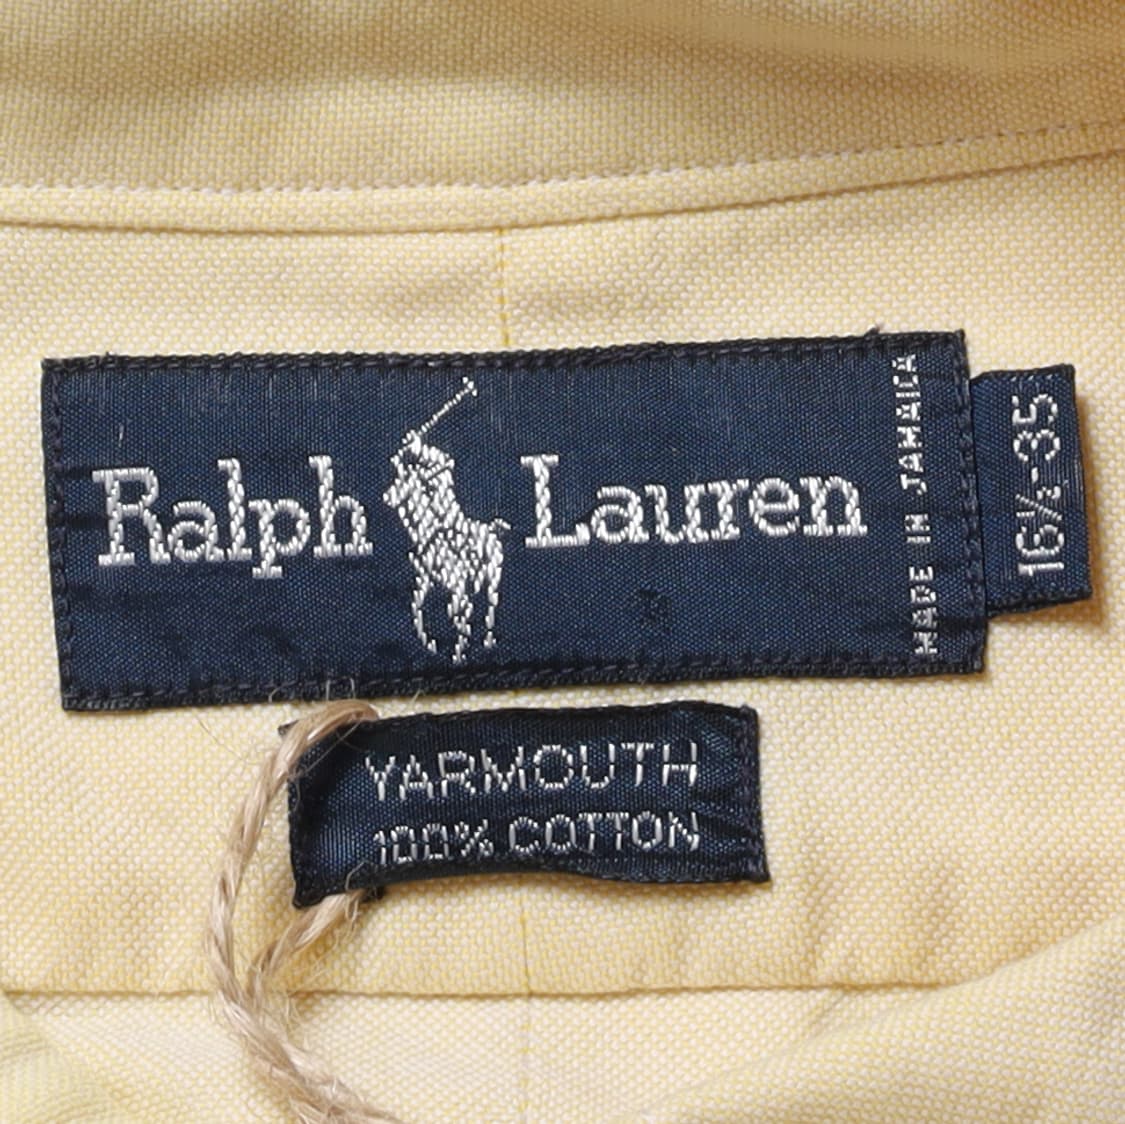 Ralph Lauren
MADE IN JAMAICA
16½-35
YARMOUTH
100% COTTON